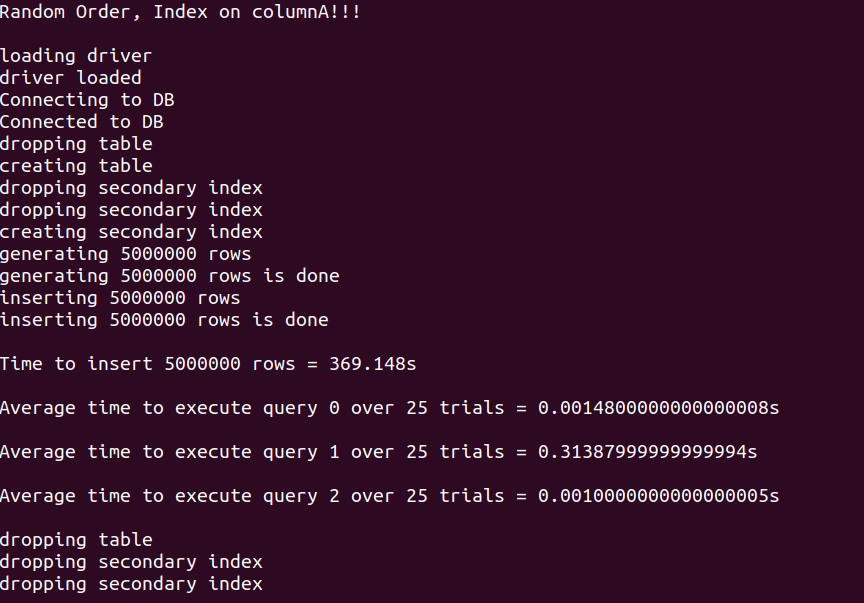 Random Order, Index on columnA!!!
loading driver
driver loaded
Connecting to DB
Connected to DB
dropping table
creating table
dropping secondary index
dropping secondary index
creating secondary index
generating 5000000 rows
generating 5000000 rows is done
inserting 5000000 rows
inserting 5000000 rows is done
Time to insert 5000000 rows = 369.148s
Average time to execute query 0 over 25 trials = 0.0014800000000000008s
Average time to execute query 1 over 25 trials = 0.31387999999999994s
Average time to execute query 2 over 25 trials = 0.0010000000000000005s
dropping table
dropping secondary index
dropping secondary index